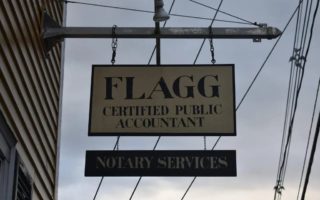 FLAGG
CERTIFIED PUBLIC
ACCOUNTANT
NOTARY SERVICES